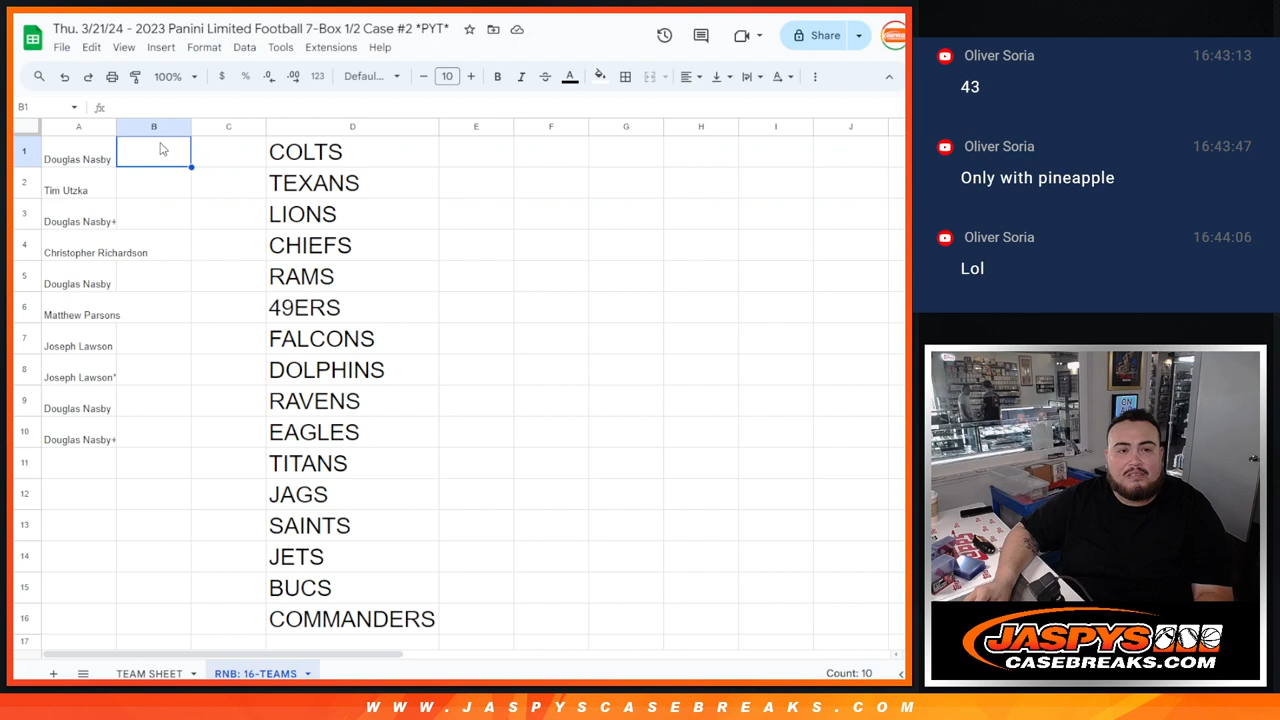 Thu. 3/21/24 - 2023 Panini Limited Football 7-Box 1/2 Case #2 *PYT*
File Edit View Insert Format Data Tools Extensions Help
Share
100% $ % .0 .00 123 Defaul... 10 B I A
B1 fx
A B C D E F G H I J
1 Douglas Nasby COLTS
2 Tim Utzka TEXANS
3 Douglas Nasby+ LIONS
4 Christopher Richardson CHIEFS
5 Douglas Nasby RAMS
6 Matthew Parsons 49ERS
7 Joseph Lawson FALCONS
8 Joseph Lawson* DOLPHINS
9 Douglas Nasby RAVENS
10 Douglas Nasby+ EAGLES
11 TITANS
12 JAGS
13 SAINTS
14 JETS
15 BUCS
16 COMMANDERS
17
TEAM SHEET RNB: 16-TEAMS Count: 10
Oliver Soria 16:43:13
43
Oliver Soria 16:43:47
Only with pineapple
Oliver Soria 16:44:06
Lol
ON AIR
JASPYS
CASEBREAKS.COM
WWW.JASPYSCASEBREAKS.COM